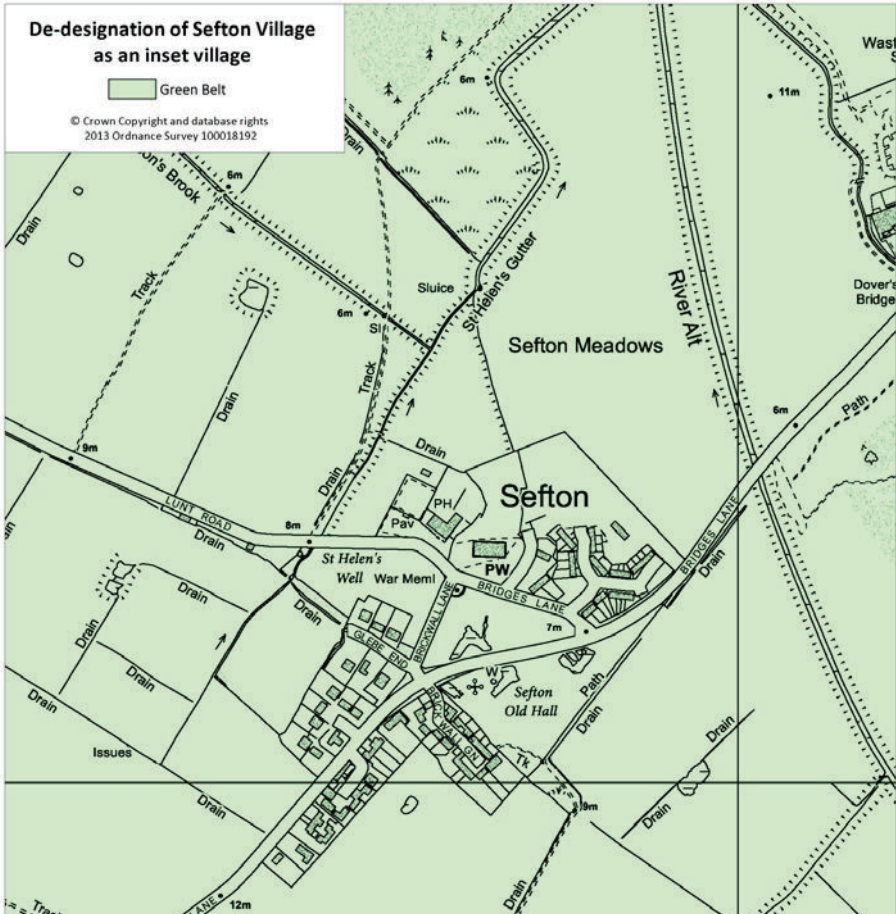 De-designation of Sefton Village
as an inset village
Green Belt
© Crown Copyright and database rights
2013 Ordnance Survey 100018192
6m
11m
Drain
6m
Drain
Track
6m
Sl
Track
Drain
Sluice
St Helen's Gutter
River Alt
Sefton Meadows
Dover's
Bridge
6m
Path
9m
Drain
Drain
Drain
LUNT ROAD
Drain
8m
PH
Pav
Sefton
PW
BRIDGES LANE
Drain
St Helen's
Well
War Meml
BRICKWALL LANE
BRIDGES LANE
7m
Drain
Drain
GLEBE END
W
Sefton
Old Hall
Path
Drain
Drain
Drain
Issues
BRICKWALL GN
Tk
Drain
Drain
9m
Drain
Drain
LANE
12m